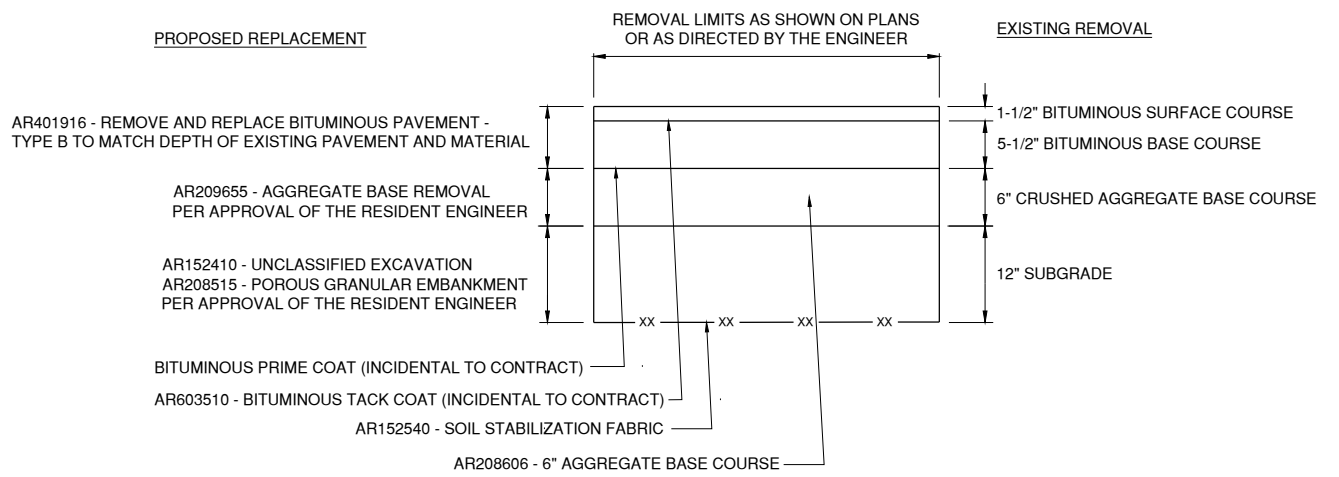 PROPOSED REPLACEMENT
REMOVAL LIMITS AS SHOWN ON PLANS
OR AS DIRECTED BY THE ENGINEER
EXISTING REMOVAL
AR401916 - REMOVE AND REPLACE BITUMINOUS PAVEMENT -
TYPE B TO MATCH DEPTH OF EXISTING PAVEMENT AND MATERIAL
AR209655 - AGGREGATE BASE REMOVAL
PER APPROVAL OF THE RESIDENT ENGINEER
AR152410 - UNCLASSIFIED EXCAVATION
AR208515 - POROUS GRANULAR EMBANKMENT
PER APPROVAL OF THE RESIDENT ENGINEER
1-1/2" BITUMINOUS SURFACE COURSE
5-1/2" BITUMINOUS BASE COURSE
6" CRUSHED AGGREGATE BASE COURSE
12" SUBGRADE
XX XX XX XX
BITUMINOUS PRIME COAT (INCIDENTAL TO CONTRACT)
AR603510 - BITUMINOUS TACK COAT (INCIDENTAL TO CONTRACT)
AR152540 - SOIL STABILIZATION FABRIC
AR208606 - 6" AGGREGATE BASE COURSE